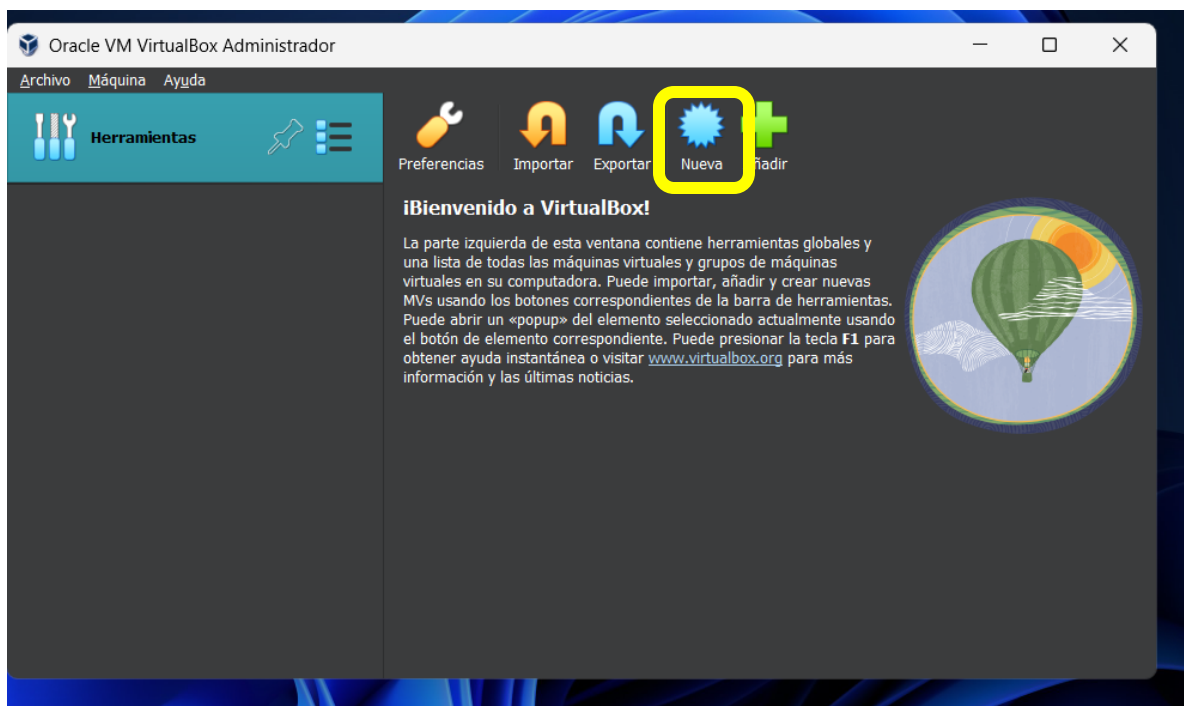 Oracle VM VirtualBox Administrador
Archivo Máquina Ayuda
Herramientas
Preferencias Importar Exportar Nueva ñadir
¡Bienvenido a VirtualBox!
La parte izquierda de esta ventana contiene herramientas globales y
una lista de todas las máquinas virtuales y grupos de máquinas
virtuales en su computadora. Puede importar, añadir y crear nuevas
MVs usando los botones correspondientes de la barra de herramientas.
Puede abrir un «popup» del elemento seleccionado actualmente usando
el botón de elemento correspondiente. Puede presionar la tecla F1 para
obtener ayuda instantánea o visitar www.virtualbox.org para más
información y las últimas noticias.